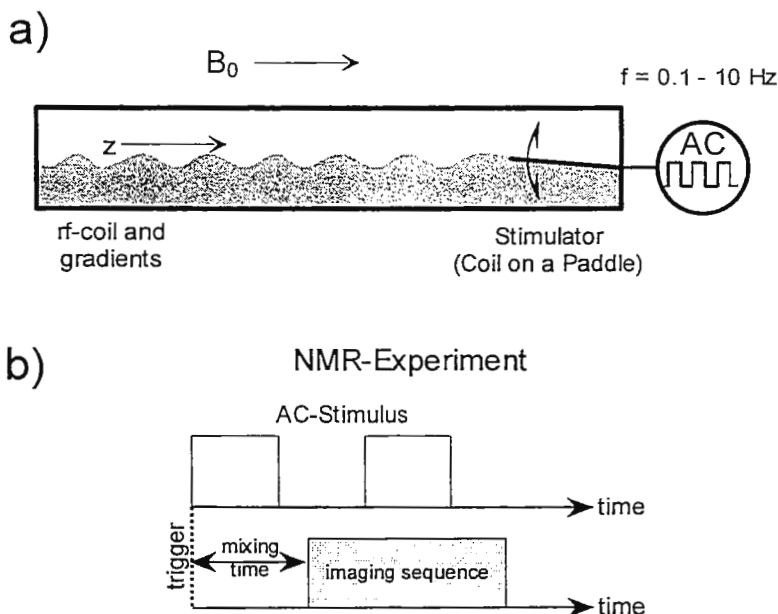 a)
B₀
f = 0.1 - 10 Hz
z
AC
rf-coil and
gradients
Stimulator
(Coil on a Paddle)
b)
NMR-Experiment
AC-Stimulus
time
trigger
mixing
time
imaging sequence
time